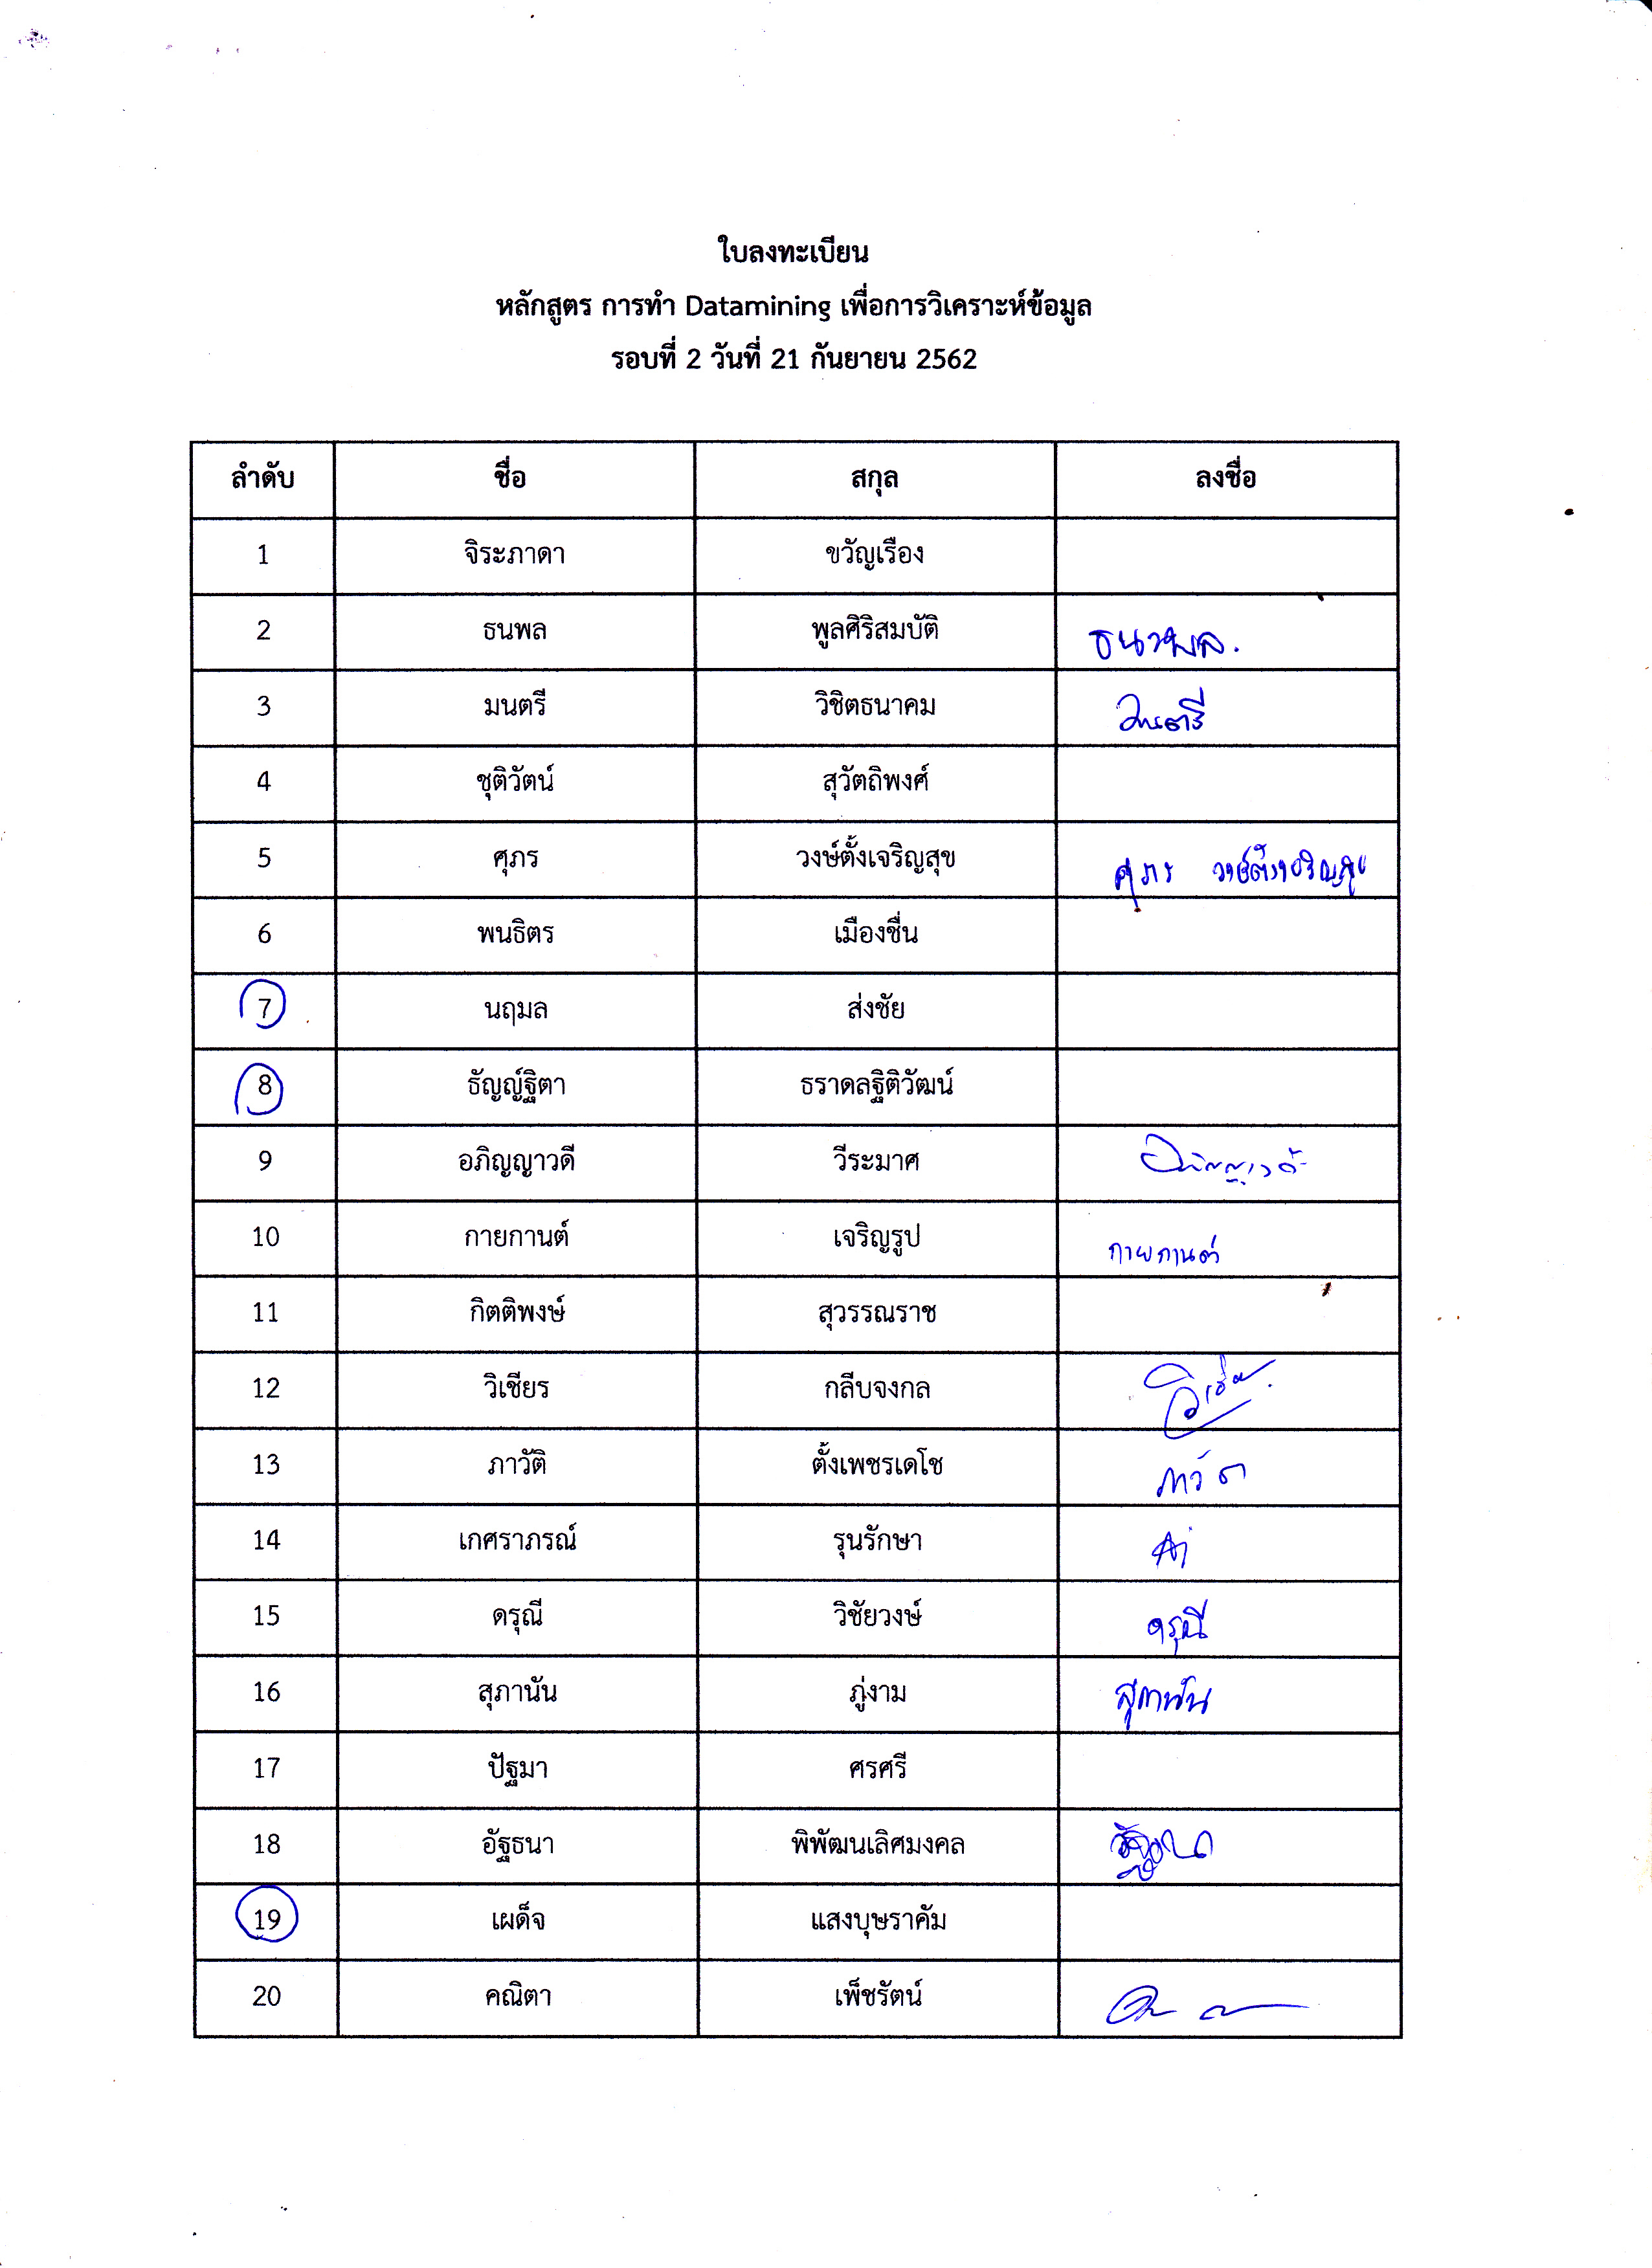 ใบลงทะเบียน
หลักสูตร การทำ Datamining เพื่อการวิเคราะห์ข้อมูล
รอบที่ 2 วันที่ 21 กันยายน 2562
ลำดับ ชื่อ สกุล ลงชื่อ
1 จิระภาดา ขวัญเรือง
2 ธนพล พูลศิริสมบัติ
3 มนตรี วิชิตธนาคม มนตรี
4 ชุติวัตน์ สุวัตถิพงศ์
5 ศุภร วงษ์ตั้งเจริญสุข ศุภร วงษ์ตั้งเจริญสุข
6 พนธิตร เมืองชื่น
7 นฤมล ส่งชัย
8 ธัญญ์ฐิตา ธราดลฐิติวัฒน์
9 อภิญญาวดี วีระมาศ อภิญญาวดี
10 กายกานต์ เจริญรูป กายกานต์
11 กิตติพงษ์ สุวรรณราช
12 วิเชียร กลีบจงกล
13 ภาวัติ ตั้งเพชรเดโช
14 เกศราภรณ์ รุนรักษา
15 ดรุณี วิชัยวงษ์ ดรุณี
16 สุภานัน ภู่งาม สุภานัน
17 ปัฐมา ศรศรี
18 อัฐธนา พิพัฒนเลิศมงคล
19 เผด็จ แสงบุษราคัม
20 คณิตา เพ็ชรัตน์